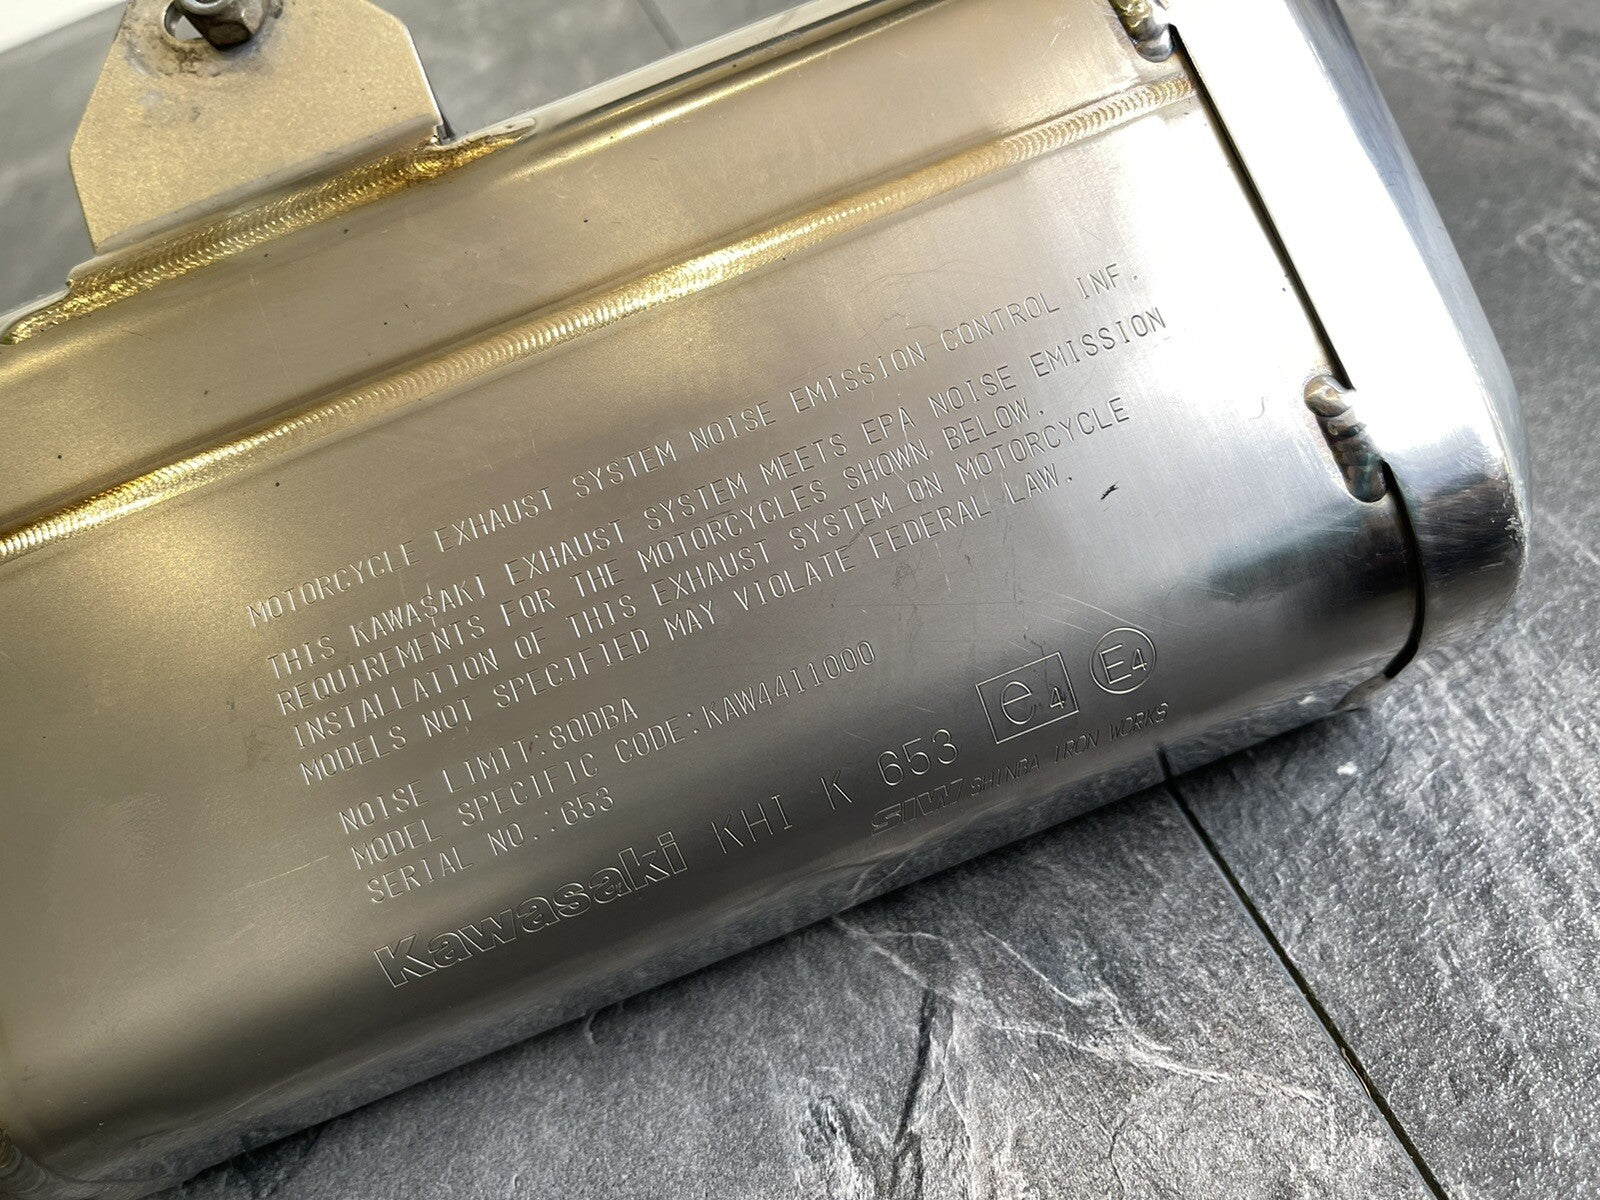 MOTORCYCLE EXHAUST SYSTEM NOISE EMISSION CONTROL INF.
THIS KAWASAKI EXHAUST SYSTEM MEETS EPA NOISE EMISSION
REQUIREMENTS FOR THE MOTORCYCLES SHOWN BELOW.
INSTALLATION OF THIS EXHAUST SYSTEM ON MOTORCYCLE
MODELS NOT SPECIFIED MAY VIOLATE FEDERAL LAW.
NOISE LIMIT:80DBA
MODEL SPECIFIC CODE:KAW44I1000
SERIAL NO.:653
Kawasaki KHI K 653 e4 E4
SIW SHINBA IRON WORKS